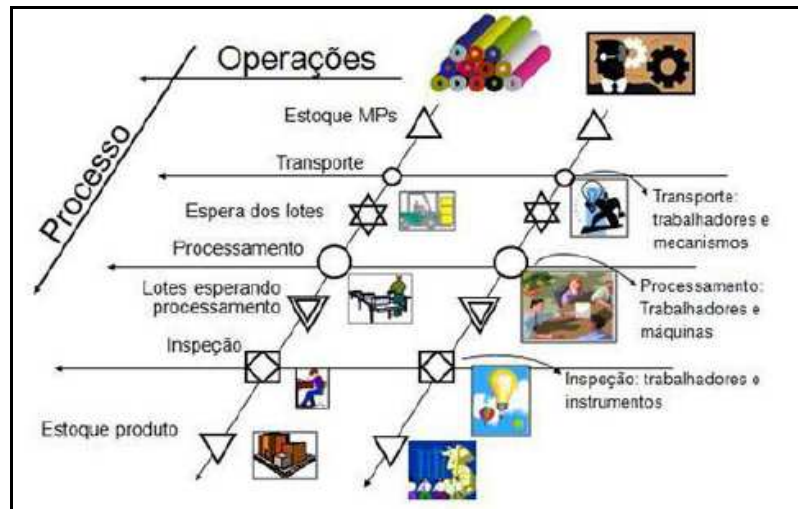 Operações
Processo
Estoque MPs
Transporte
Espera dos lotes
Processamento
Lotes esperando
processamento
Inspeção
Estoque produto
Transporte:
trabalhadores e
mecanismos
Processamento:
Trabalhadores e
máquinas
Inspeção: trabalhadores e
instrumentos